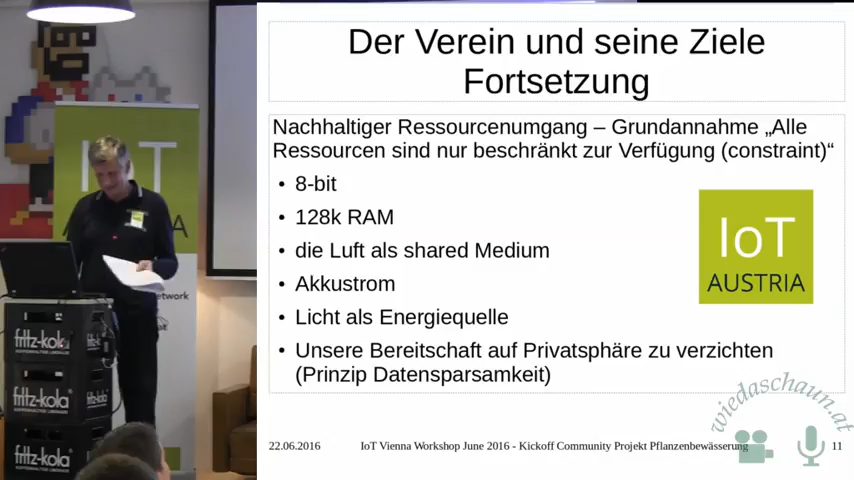 Der Verein und seine Ziele
Fortsetzung
Nachhaltiger Ressourcenumgang – Grundannahme „Alle
Ressourcen sind nur beschränkt zur Verfügung (constraint)“
• 8-bit
• 128k RAM
• die Luft als shared Medium
• Akkustrom
• Licht als Energiequelle
• Unsere Bereitschaft auf Privatsphäre zu verzichten
(Prinzip Datensparsamkeit)
IoT
AUSTRIA
22.06.2016
IoT Vienna Workshop June 2016 - Kickoff Community Projekt Pflanzenbewässerung
11
wiedaschaun.at
fritz-kola
fritz-kola
fritz-kola